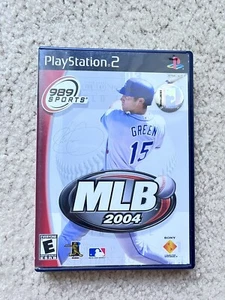 PlayStation 2
989
SPORTS
GREEN
15
MLB
2004
E
SONY